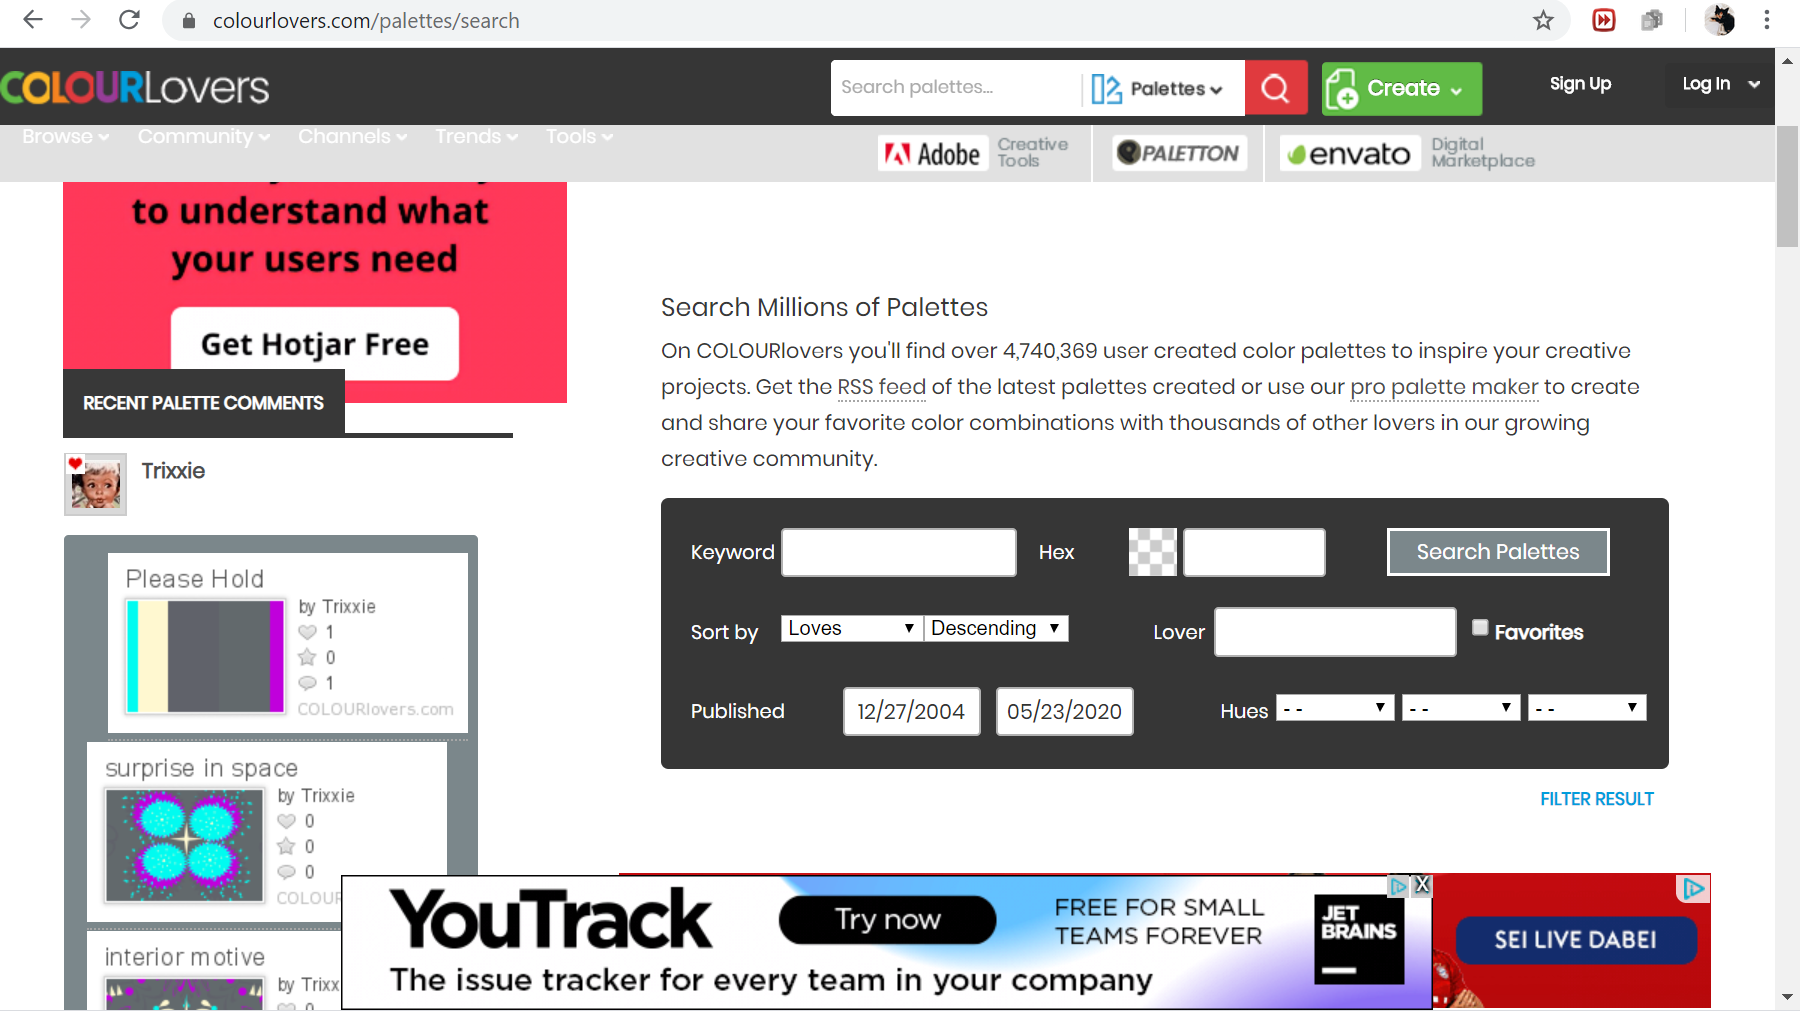 colourlovers.com/palettes/search
COLOURLovers
Search palettes...
Palettes
Create
Sign Up
Log In
Browse
Community
Channels
Trends
Tools
Adobe
Creative
Tools
PALETTON
envato
Digital
Marketplace
to understand what
your users need
Get Hotjar Free
RECENT PALETTE COMMENTS
Trixxie
Please Hold
by Trixxie
1
0
1
COLOURlovers.com
surprise in space
by Trixxie
0
0
0
COLOUR
interior motive
by Trixx
Search Millions of Palettes
On COLOURlovers you'll find over 4,740,369 user created color palettes to inspire your creative
projects. Get the RSS feed of the latest palettes created or use our pro palette maker to create
and share your favorite color combinations with thousands of other lovers in our growing
creative community.
Keyword
Hex
Search Palettes
Sort by
Loves
Descending
Lover
Favorites
Published
12/27/2004
05/23/2020
Hues
- -
- -
- -
FILTER RESULT
YouTrack
Try now
FREE FOR SMALL
TEAMS FOREVER
The issue tracker for every team in your company
JET
BRAINS
X
SEI LIVE DABEI